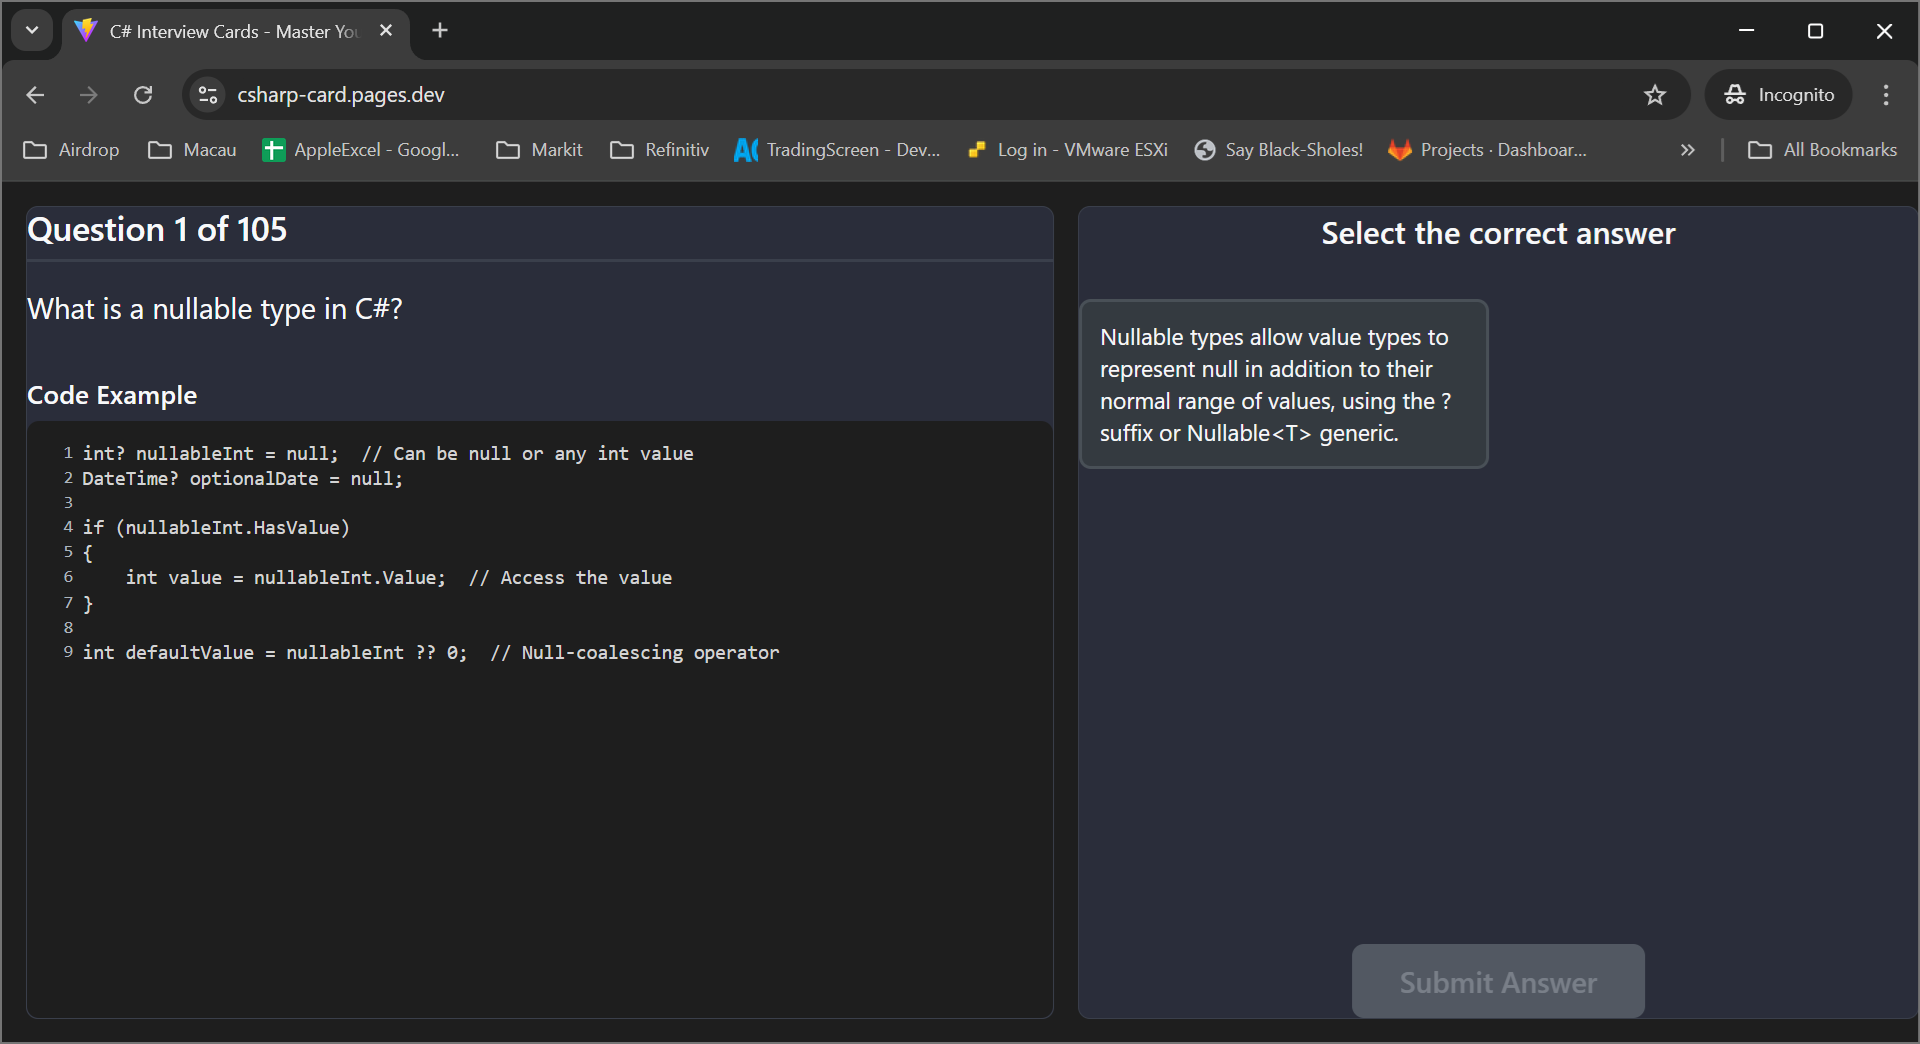 C# Interview Cards - Master You
csharp-card.pages.dev
Incognito
Airdrop
Macau
AppleExcel - Googl...
Markit
Refinitiv
TradingScreen - Dev...
Log in - VMware ESXi
Say Black-Sholes!
Projects · Dashboar...
All Bookmarks
Question 1 of 105
What is a nullable type in C#?
Code Example
1 int? nullableInt = null;  // Can be null or any int value
2 DateTime? optionalDate = null;
3
4 if (nullableInt.HasValue)
5 {
6     int value = nullableInt.Value;  // Access the value
7 }
8
9 int defaultValue = nullableInt ?? 0;  // Null-coalescing operator
Select the correct answer
Nullable types allow value types to
represent null in addition to their
normal range of values, using the ?
suffix or Nullable<T> generic.
Submit Answer